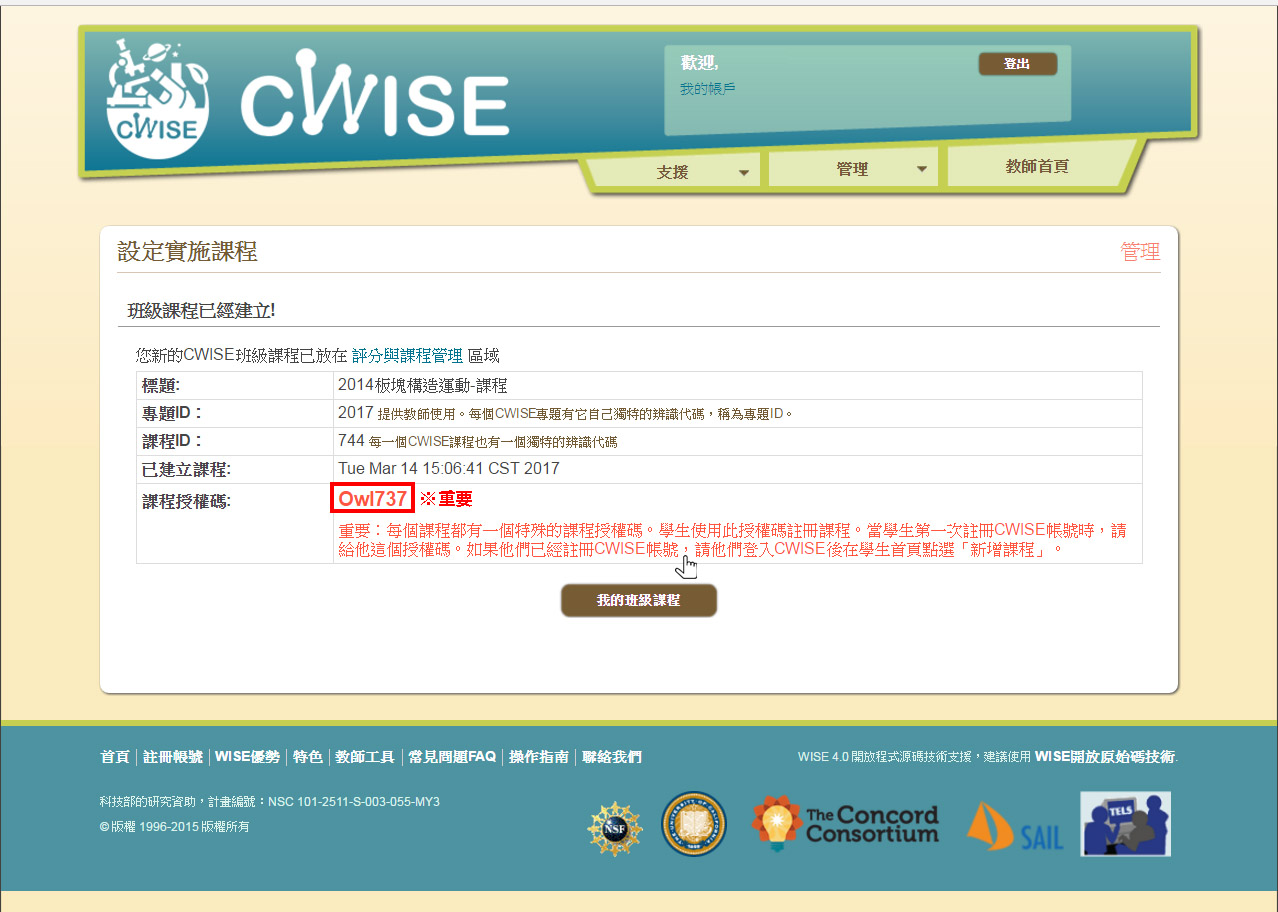 CWISE
CWISE
歡迎,
登出
我的帳戶
支援
管理
教師首頁
設定實施課程
管理
班級課程已經建立!
您新的CWISE班級課程已放在 評分與課程管理 區域
標題: 2014板塊構造運動-課程
專題ID： 2017 提供教師使用。每個CWISE專題有它自己獨特的辨識代碼，稱為專題ID。
課程ID： 744 每一個CWISE課程也有一個獨特的辨識代碼
已建立課程: Tue Mar 14 15:06:41 CST 2017
課程授權碼: Owl737 ※重要
重要：每個課程都有一個特殊的課程授權碼。學生使用此授權碼註冊課程。當學生第一次註冊CWISE帳號時，請
給他這個授權碼。如果他們已經註冊CWISE帳號，請他們登入CWISE後在學生首頁點選「新增課程」。
我的班級課程
首頁 | 註冊帳號 | WISE優勢 | 特色 | 教師工具 | 常見問題FAQ | 操作指南 | 聯絡我們
WISE 4.0 開放程式源碼技術支援，建議使用 WISE開放原始碼技術.
科技部的研究資助，計畫編號：NSC 101-2511-S-003-055-MY3
© 版權 1996-2015 版權所有
NSF
The Concord
Consortium
SAIL
TELS